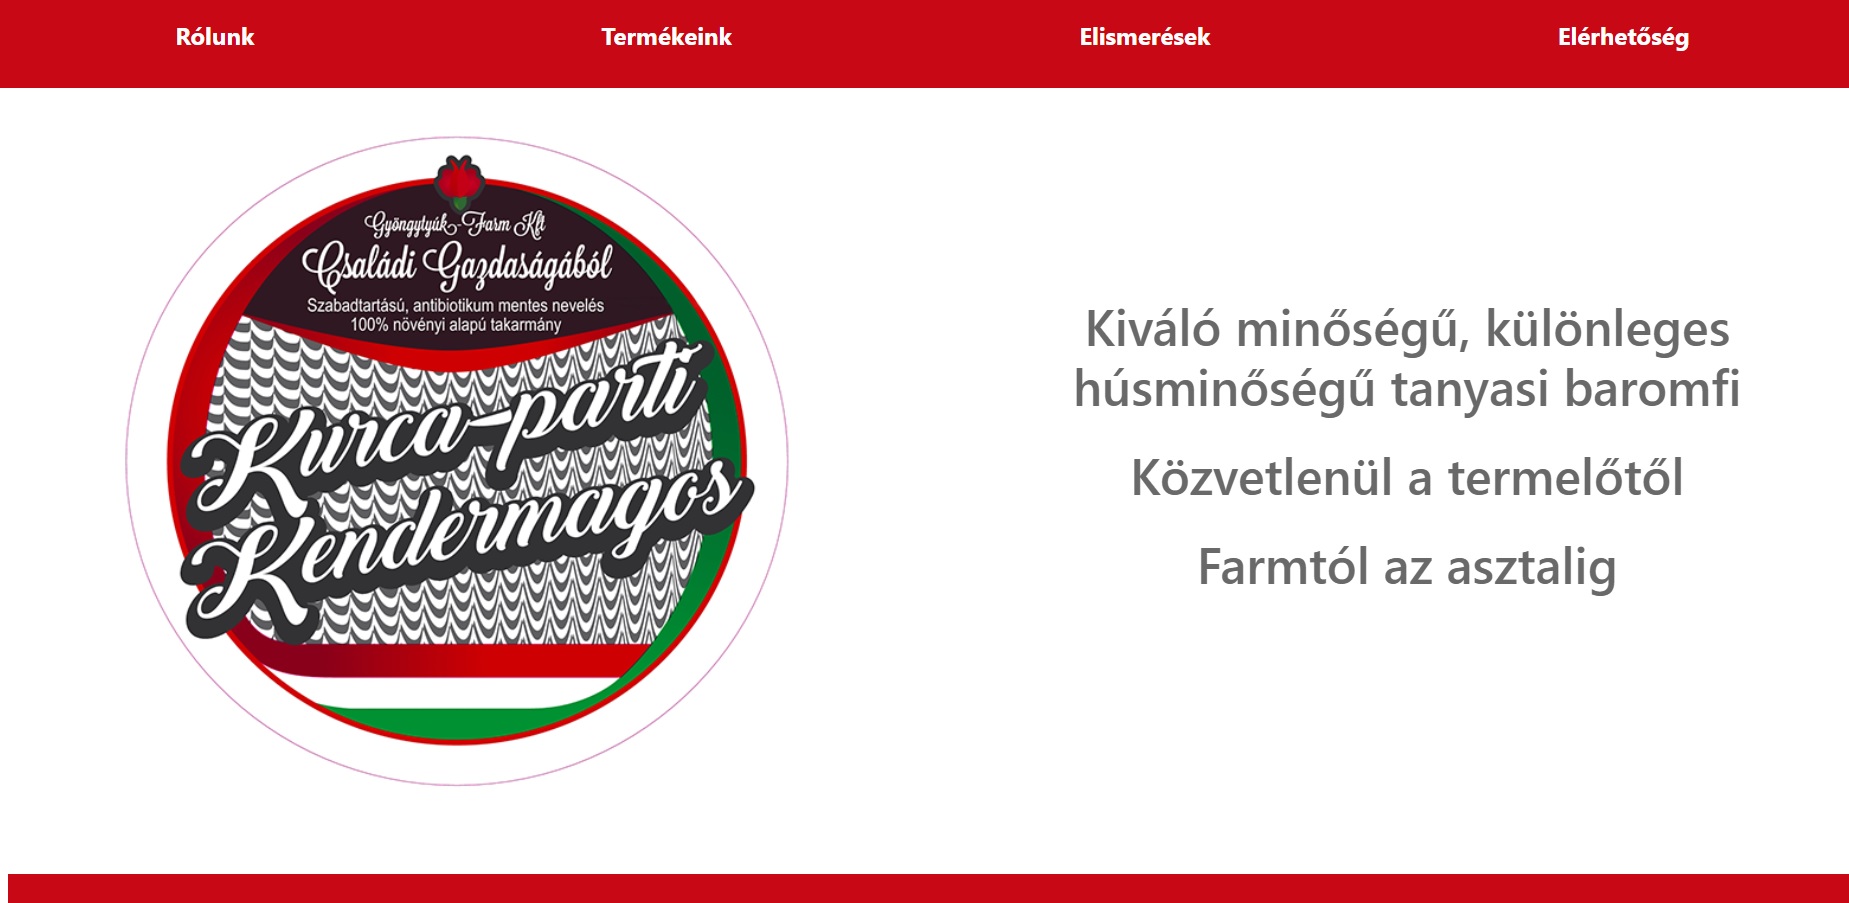 Rólunk
Termékeink
Elismerések
Elérhetőség
Gyöngytyúk-Farm Kft
Családi Gazdaságából
Szabadtartású, antibiotikum mentes nevelés
100% növényi alapú takarmány
Kurca-parti
Kendermagos
Kiváló minőségű, különleges
húsminőségű tanyasi baromfi
Közvetlenül a termelőtől
Farmtól az asztalig